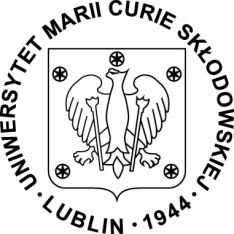 UNIWERSYTET MARII CURIE SKŁODOWSKIEJ
· LUBLIN · 1944 ·